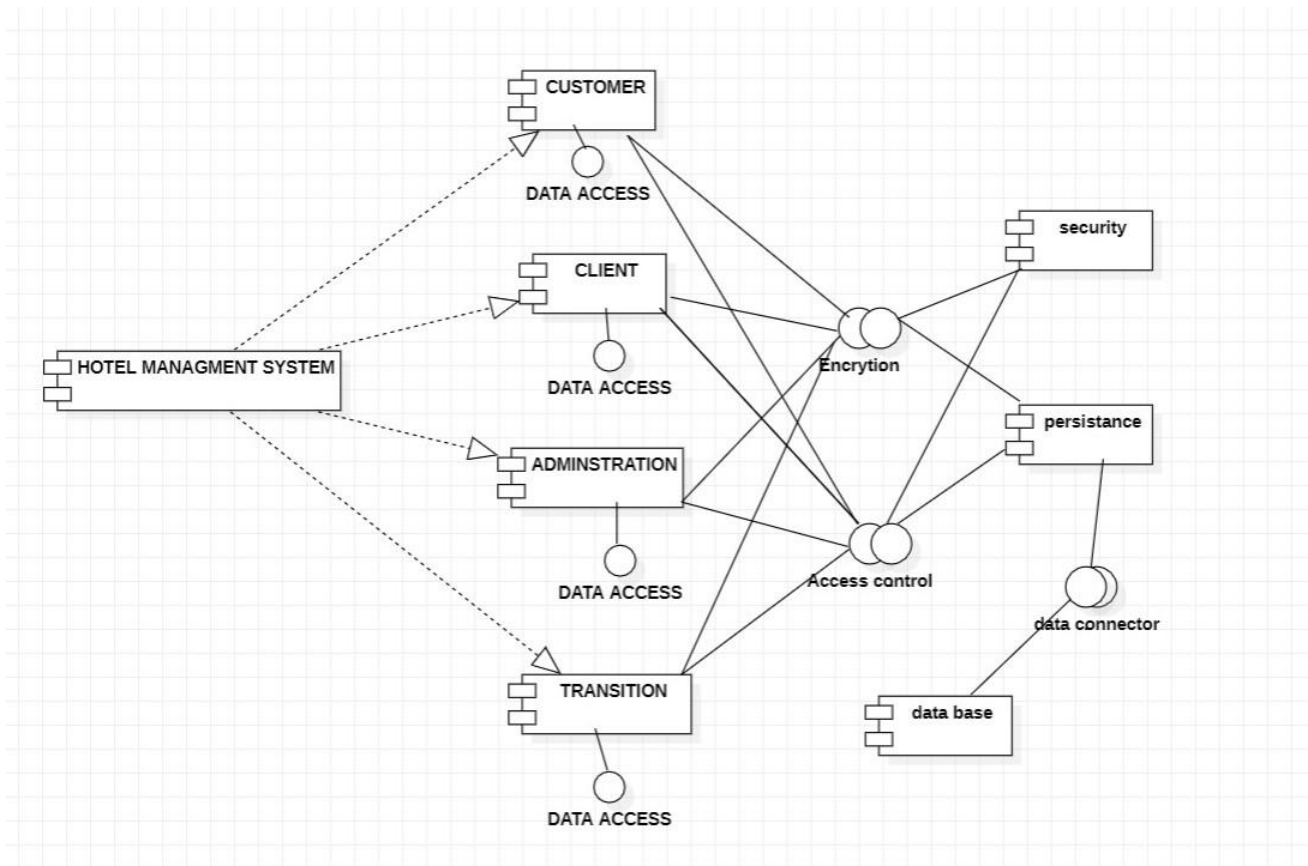 CUSTOMER
DATA ACCESS
security
CLIENT
Encrytion
HOTEL MANAGMENT SYSTEM
DATA ACCESS
persistance
ADMINSTRATION
Access control
DATA ACCESS
data connector
TRANSITION
data base
DATA ACCESS